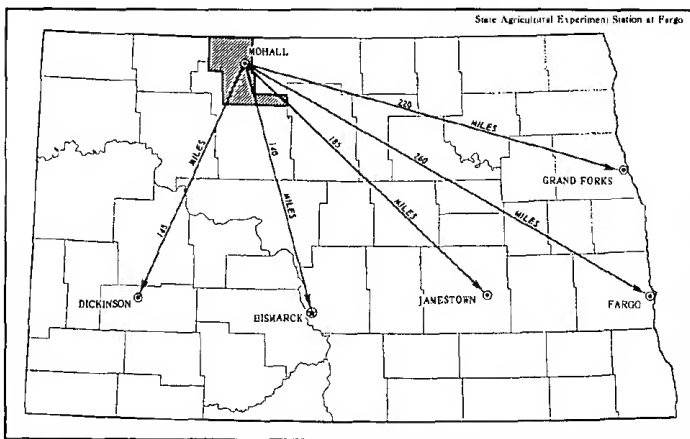 State Agricultural Experiment Station at Fargo
MOHALL
220
MILES
GRAND FORKS
185
MILES
260
MILES
140
MILES
MILES
145
DICKINSON
BISMARCK
JAMESTOWN
FARGO